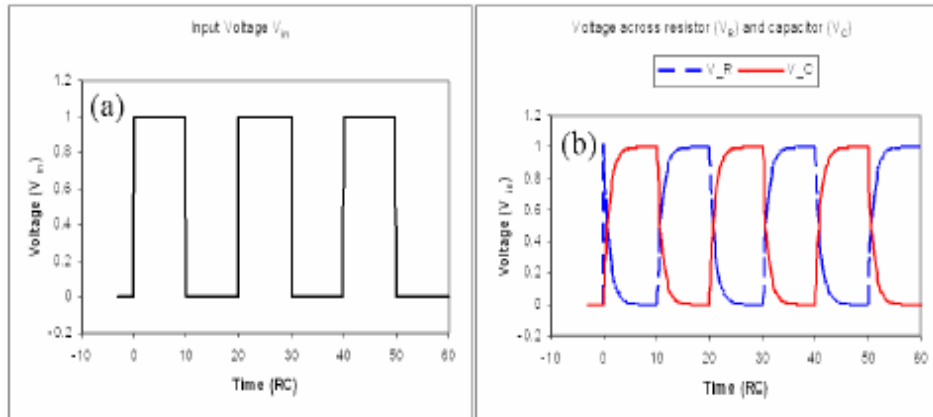 Input Voltage V_in
(a)
1.2
1
0.8
0.6
0.4
0.2
0
-0.2
-10 0 10 20 30 40 50 60
Voltage (V_in)
Time (RC)
Voltage across resistor (V_R) and capacitor (V_C)
V_R V_C
(b)
1.2
1
0.8
0.6
0.4
0.2
0
-0.2
-10 0 10 20 30 40 50 60
Voltage (V_in)
Time (RC)